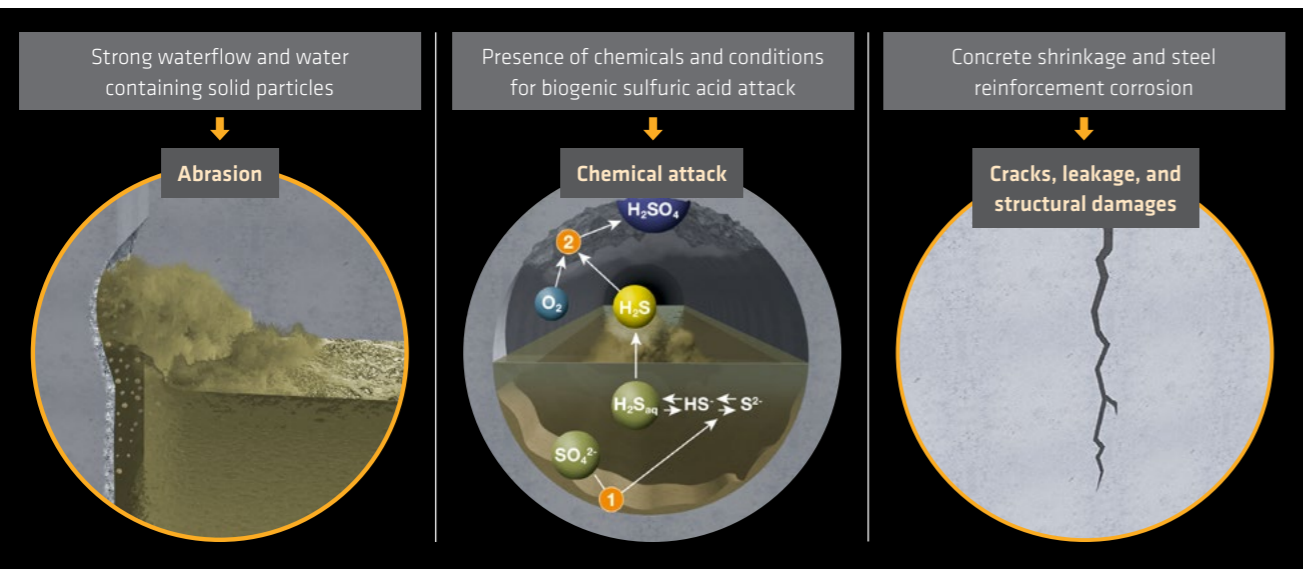 Strong waterflow and water
containing solid particles
Abrasion
Presence of chemicals and conditions
for biogenic sulfuric acid attack
Chemical attack
H₂SO₄
2
O₂
H₂S
H₂Sₐq ⇄ HS⁻ ⇄ S²⁻
SO₄²⁻
1
Concrete shrinkage and steel
reinforcement corrosion
Cracks, leakage, and
structural damages